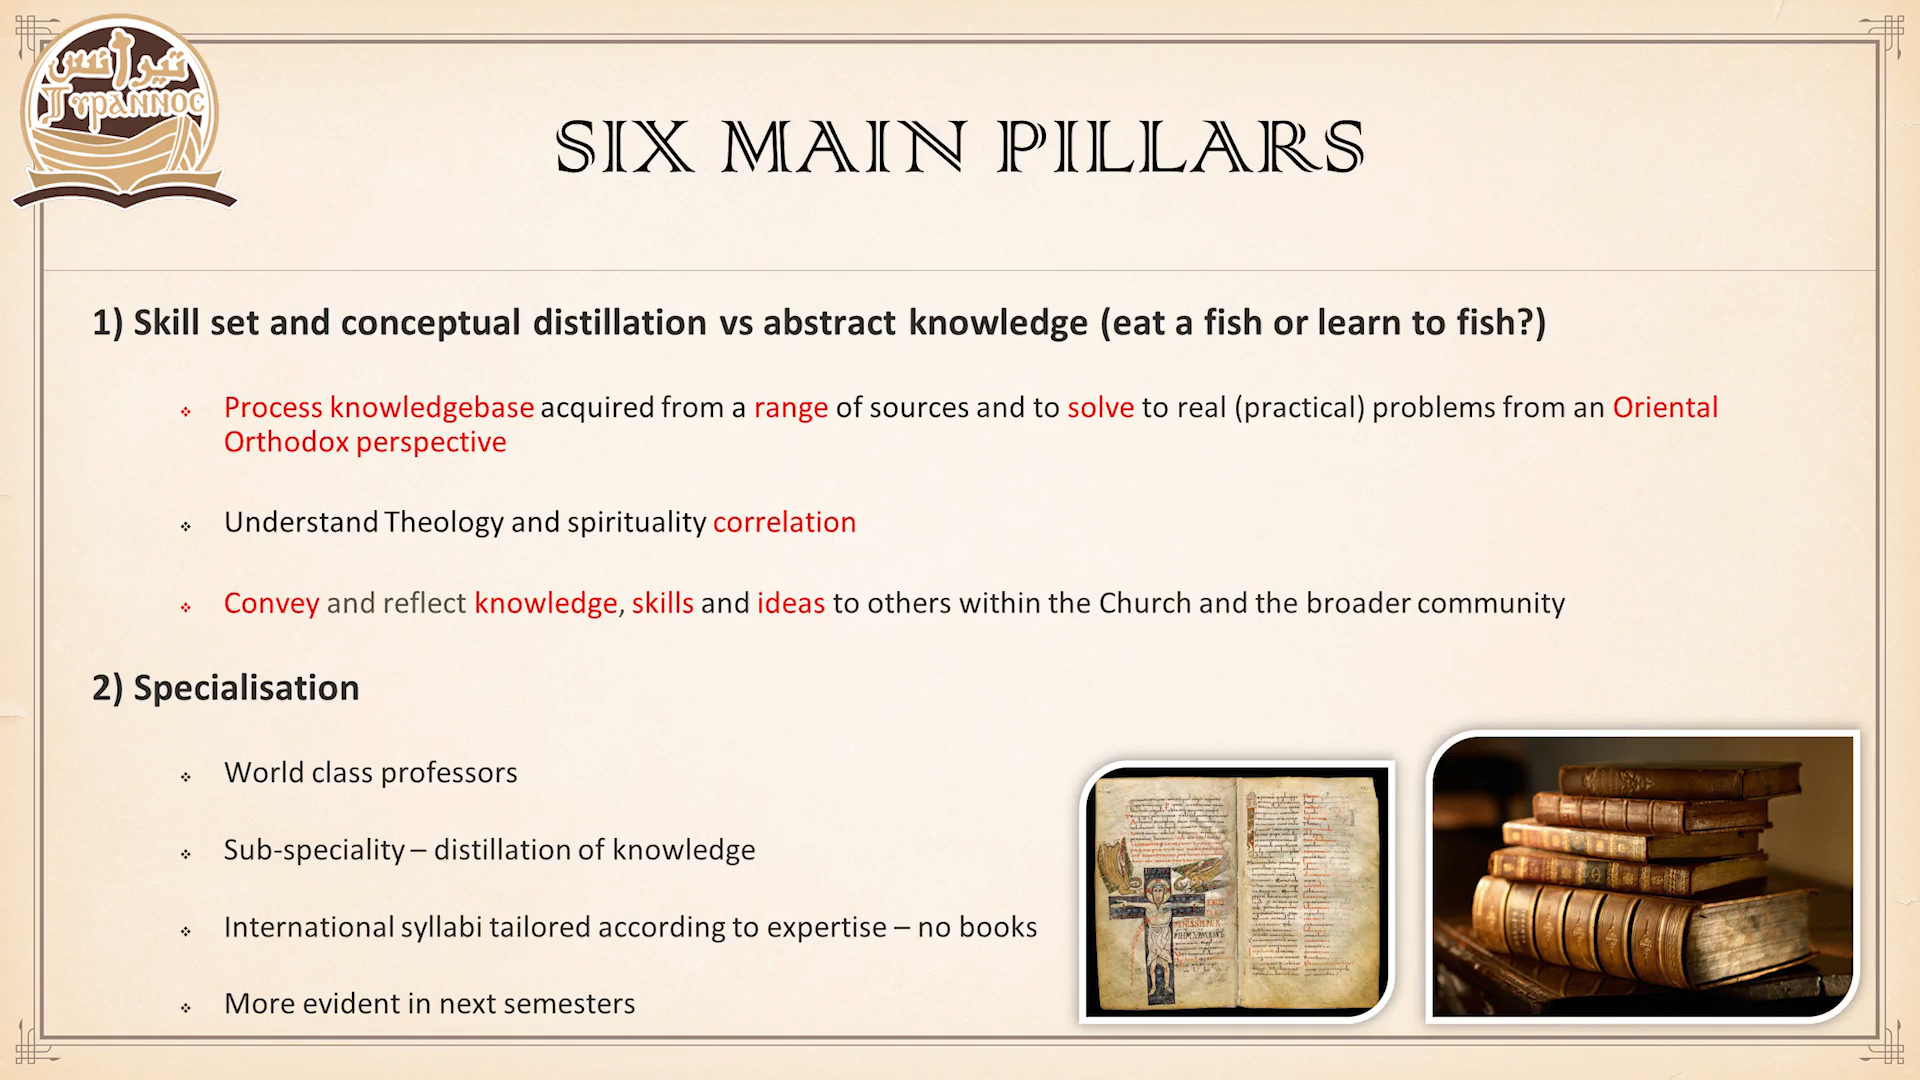 تيرانس
Ⲧⲩⲣⲁⲛⲛⲟⲥ
SIX MAIN PILLARS
1) Skill set and conceptual distillation vs abstract knowledge (eat a fish or learn to fish?)
Process knowledgebase acquired from a range of sources and to solve to real (practical) problems from an Oriental
Orthodox perspective
Understand Theology and spirituality correlation
Convey and reflect knowledge, skills and ideas to others within the Church and the broader community
2) Specialisation
World class professors
Sub-speciality – distillation of knowledge
International syllabi tailored according to expertise – no books
More evident in next semesters